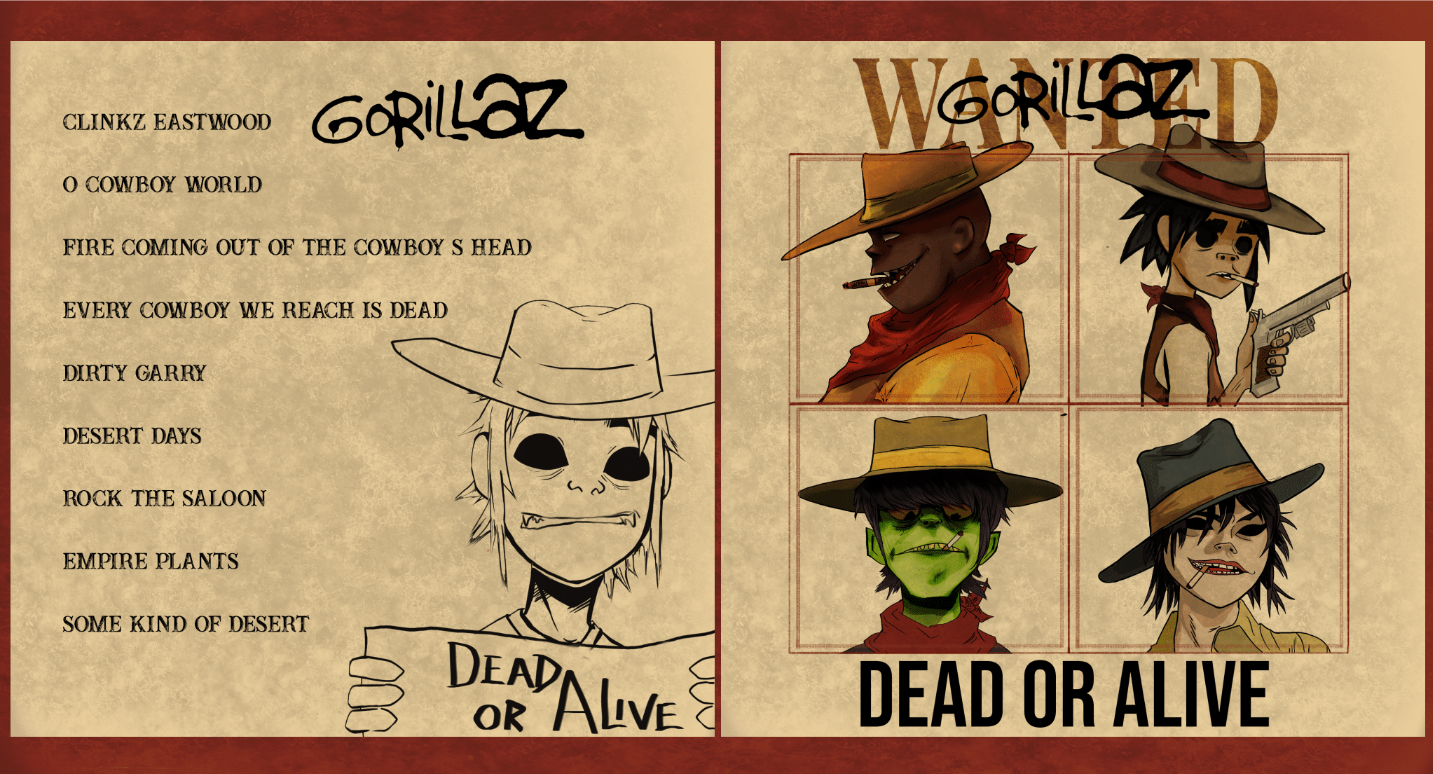 GORILLAZ
CLINKZ EASTWOOD
O COWBOY WORLD
FIRE COMING OUT OF THE COWBOY S HEAD
EVERY COWBOY WE REACH IS DEAD
DIRTY GARRY
DESERT DAYS
ROCK THE SALOON
EMPIRE PLANTS
SOME KIND OF DESERT
DEAD
OR ALIVE
WANTED
GORILLAZ
DEAD OR ALIVE